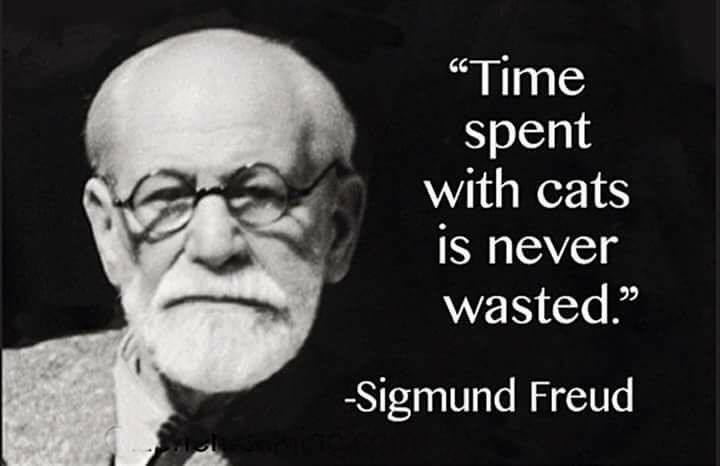 “Time
spent
with cats
is never
wasted.”
-Sigmund Freud